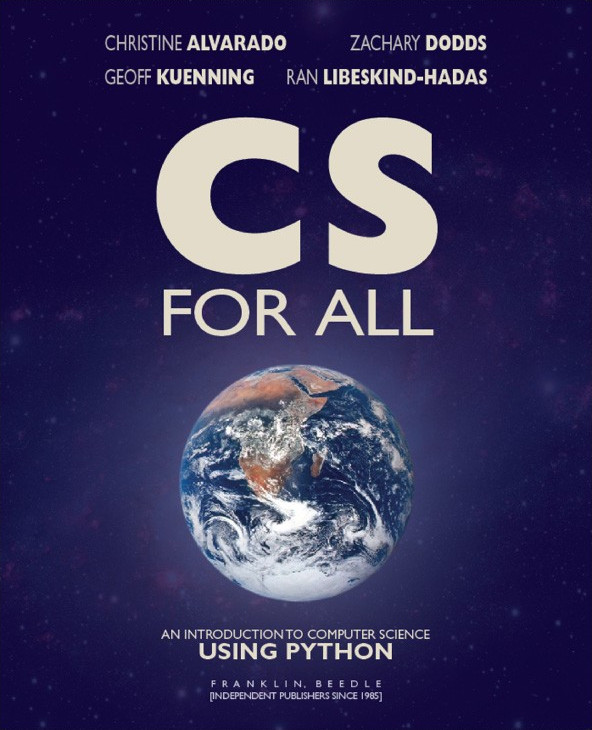 CHRISTINE ALVARADO ZACHARY DODDS
GEOFF KUENNING RAN LIBESKIND-HADAS
CS
FOR ALL
AN INTRODUCTION TO COMPUTER SCIENCE
USING PYTHON
FRANKLIN, BEEDLE
[INDEPENDENT PUBLISHERS SINCE 1985]